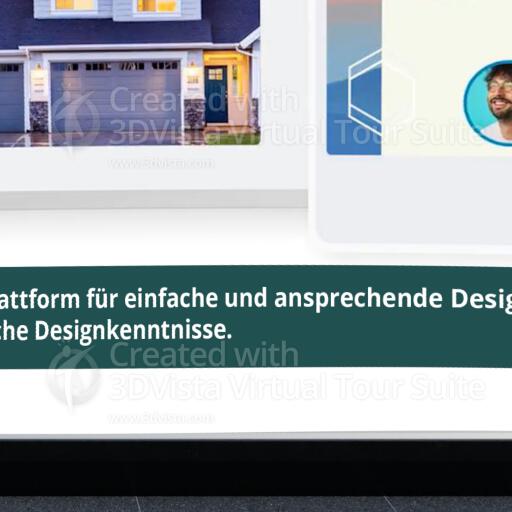 Created with
3DVista Virtual Tour Suite
www.3dvista.com
attform für einfache und ansprechende Desig
che Designkenntnisse.
Created with
3DVista Virtual Tour Suite
www.3dvista.com